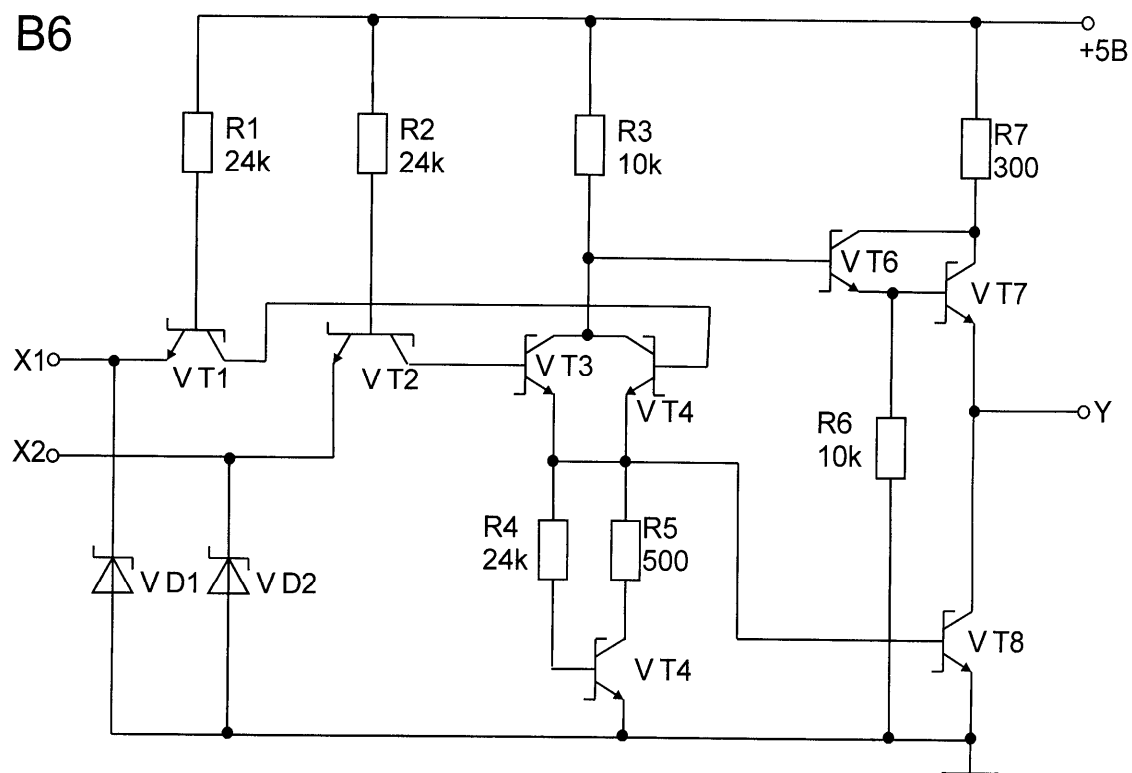 B6
+5В
R1
24k
R2
24k
R3
10k
R7
300
VT6
VT7
X1
VT1
VT2
VT3
VT4
Y
X2
R6
10k
R4
24k
R5
500
VD1
VD2
VT4
VT8